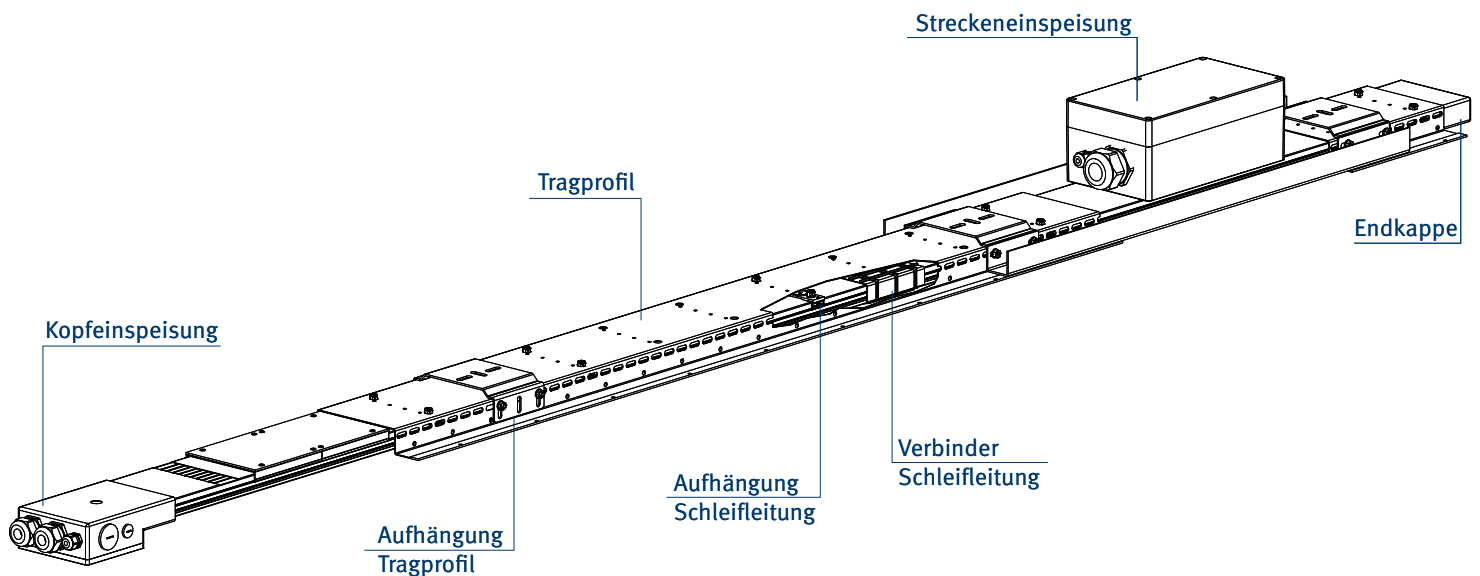 Streckeneinspeisung
Tragprofil
Endkappe
Kopfeinspeisung
Verbinder
Schleifleitung
Aufhängung
Schleifleitung
Aufhängung
Tragprofil